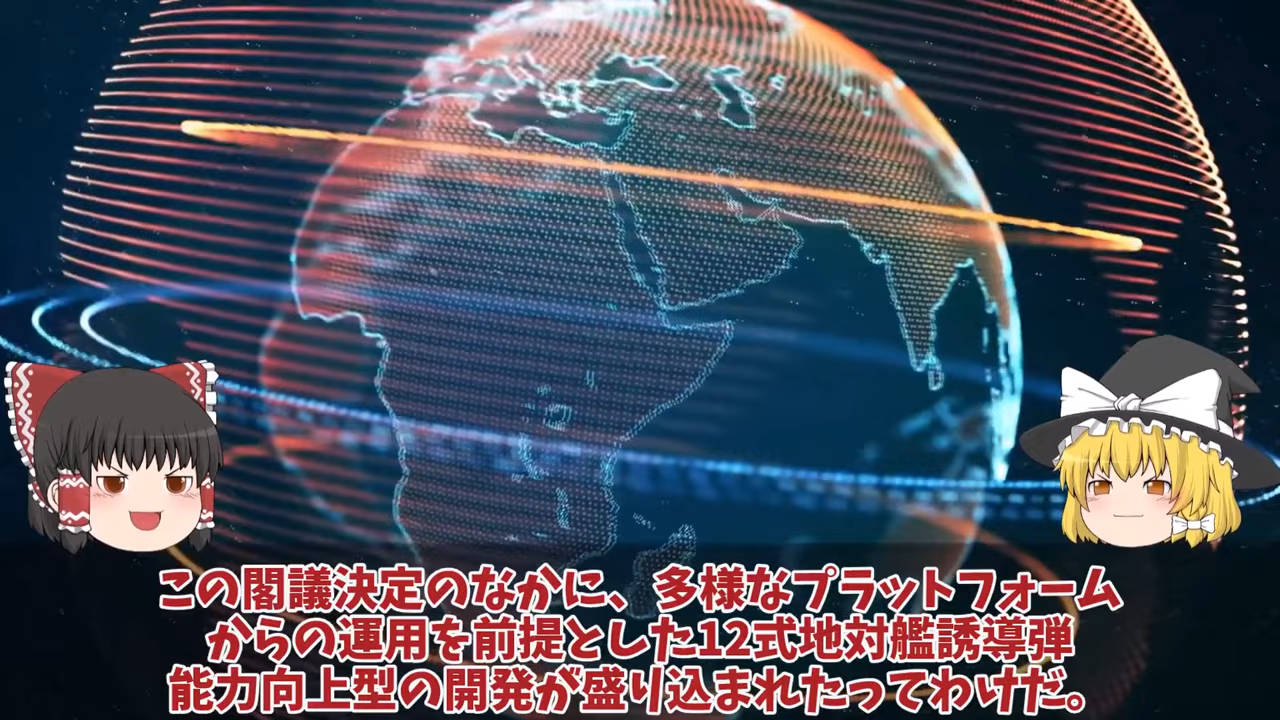 この閣議決定のなかに、多様なプラットフォーム
からの運用を前提とした12式地対艦誘導弾
能力向上型の開発が盛り込まれたってわけだ。